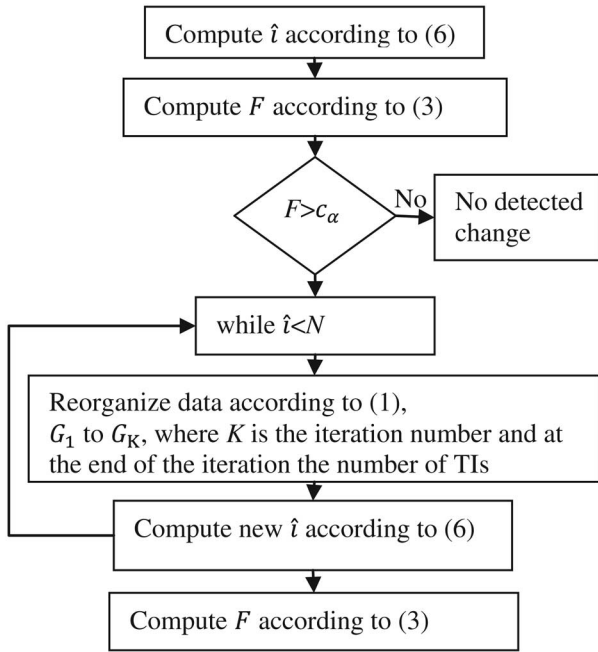 Compute î according to (6)
Compute F according to (3)
F>c_α
No
No detected
change
while î<N
Reorganize data according to (1),
G₁ to G_K, where K is the iteration number and at
the end of the iteration the number of TIs
Compute new î according to (6)
Compute F according to (3)